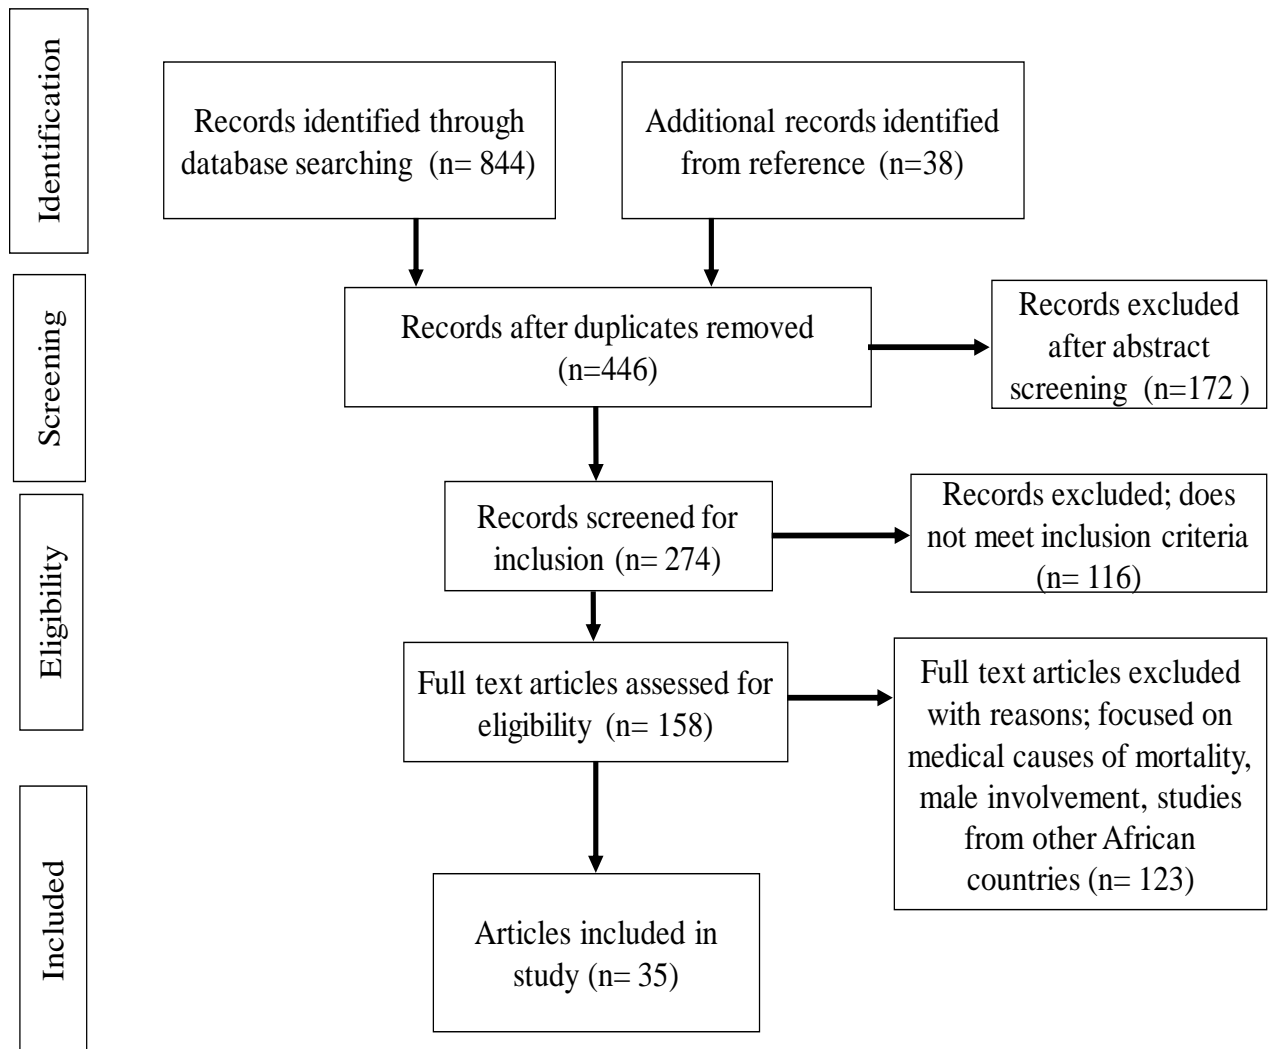 Identification
Records identified through
database searching (n= 844)
Additional records identified
from reference (n=38)
Screening
Records after duplicates removed
(n=446)
Records excluded
after abstract
screening (n=172 )
Eligibility
Records screened for
inclusion (n= 274)
Records excluded; does
not meet inclusion criteria
(n= 116)
Full text articles assessed for
eligibility (n= 158)
Full text articles excluded
with reasons; focused on
medical causes of mortality,
male involvement, studies
from other African
countries (n= 123)
Included
Articles included in
study (n= 35)